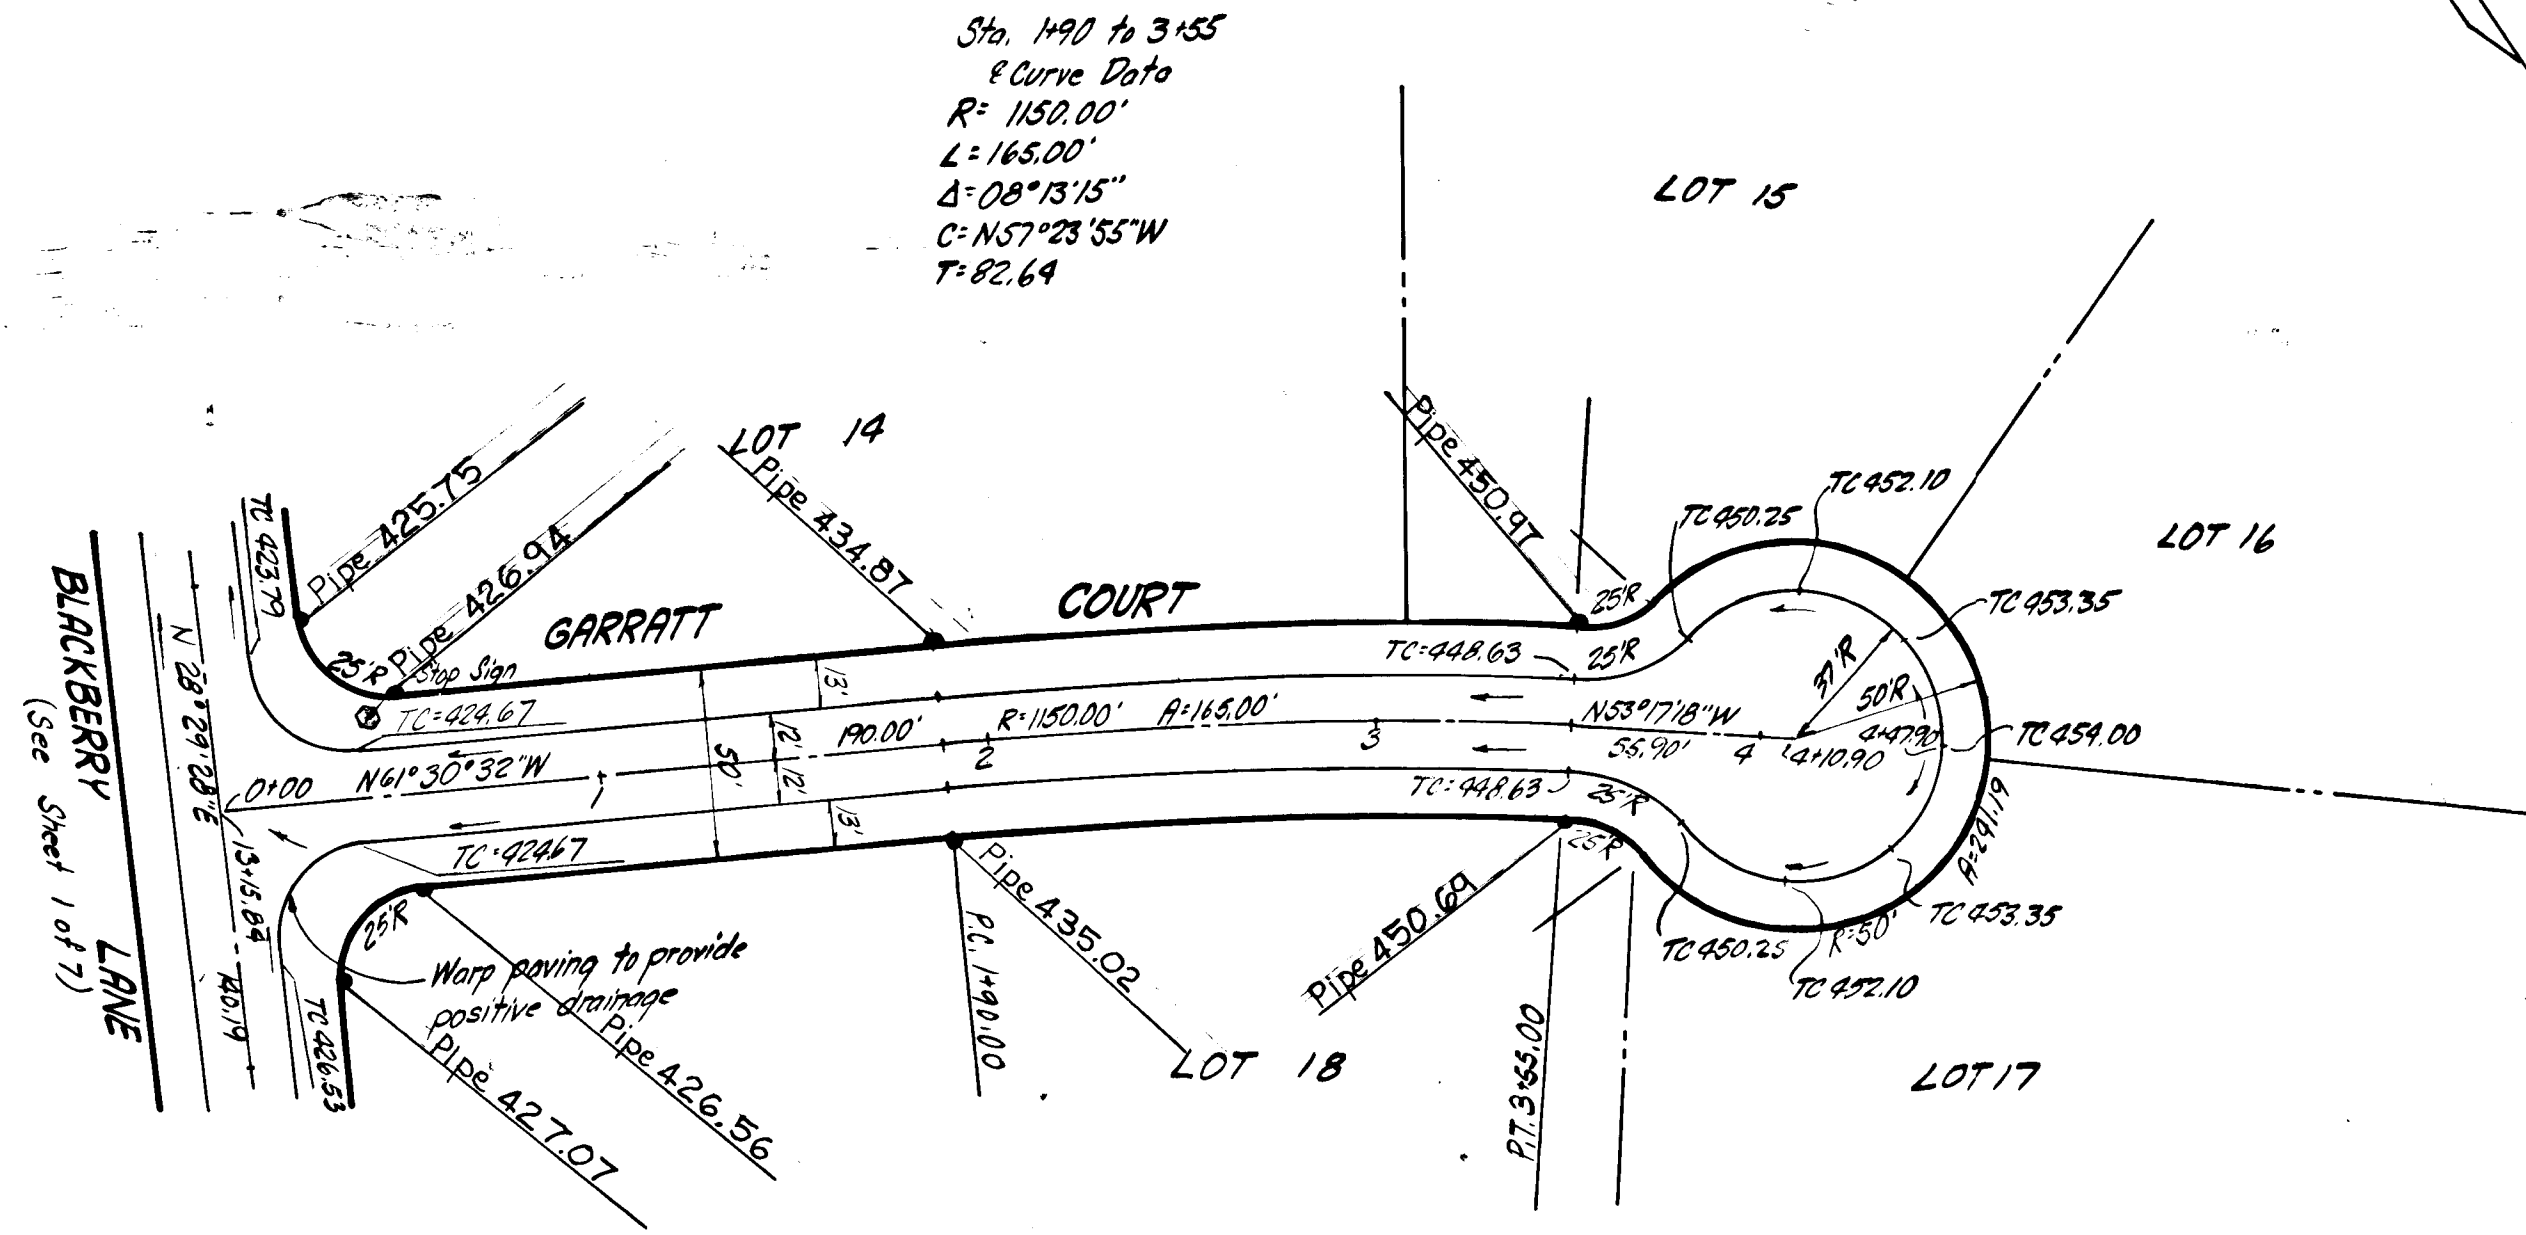 Sta. 1+90 to 3+55
℄ Curve Data
R= 1150.00'
L=165.00'
Δ=08°13'15"
C=N57°23'55"W
T=82.64
LOT 15
LOT 14
LOT 16
Pipe 425.75
Pipe 426.94
Pipe 434.87
Pipe 450.97
TC 450.25
TC 452.10
TC 453.35
TC 454.00
TC 423.79
GARRATT COURT
25'R
25'R
25'R
Stop Sign
TC=424.67
TC=448.63
13'
12'
12'
13'
50'
190.00'
R=1150.00'
A=165.00'
N53°17'18"W
55.90'
37'R
50'R
4+47.90
4+10.90
0+00
N61°30°32"W
1
2
3
4
TC=424.67
TC=448.63
25'R
25'R
25'R
A=241.19
R=50'
TC 453.35
TC 450.25
TC 452.10
BLACKBERRY LANE
(See Sheet 1 of 7)
N 28°29'28"E
13+15.84
140.19
TC 426.53
Warp paving to provide
positive drainage
Pipe 427.07
Pipe 426.56
Pipe 435.02
P.C. 1+90.00
Pipe 450.69
P.T. 3+55.00
LOT 18
LOT 17